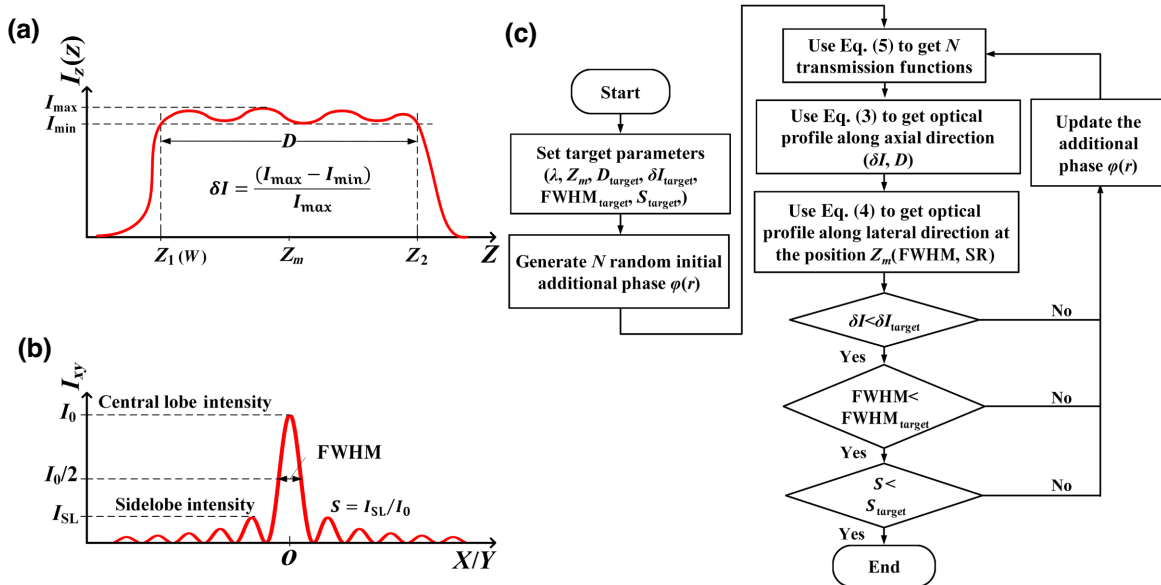 (a)
I_z(z)
I_max
I_min
D
δI = (I_max − I_min) / I_max
Z_1 (W)
Z_m
Z_2
Z
(b)
I_xy
I_0
Central lobe intensity
I_0/2
FWHM
Sidelobe intensity
I_SL
S = I_SL/I_0
O
X/Y
(c)
Start
Set target parameters
(λ, Z_m, D_target, δI_target,
FWHM_target, S_target,)
Generate N random initial
additional phase φ(r)
Use Eq. (5) to get N
transmission functions
Use Eq. (3) to get optical
profile along axial direction
(δI, D)
Use Eq. (4) to get optical
profile along lateral direction at
the position Z_m(FWHM, SR)
δI<δI_target
No
Yes
FWHM<
FWHM_target
No
Yes
S<
S_target
No
Yes
End
Update the
additional
phase φ(r)